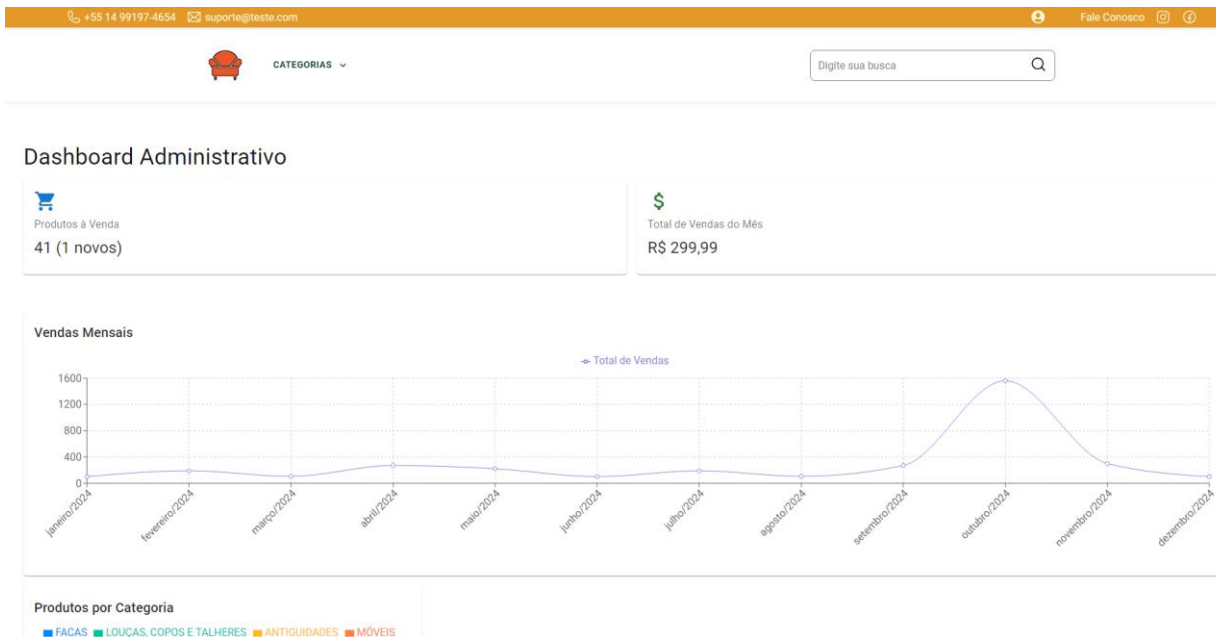 +55 14 99197-4654 suporte@teste.com Fale Conosco
CATEGORIAS
Digite sua busca
Dashboard Administrativo
Produtos à Venda
41 (1 novos)
$
Total de Vendas do Mês
R$ 299,99
Vendas Mensais
Total de Vendas
1600
1200
800
400
0
janeiro/2024 fevereiro/2024 março/2024 abril/2024 maio/2024 junho/2024 julho/2024 agosto/2024 setembro/2024 outubro/2024 novembro/2024 dezembro/2024
Produtos por Categoria
FACAS LOUÇAS, COPOS E TALHERES ANTIGUIDADES MÓVEIS